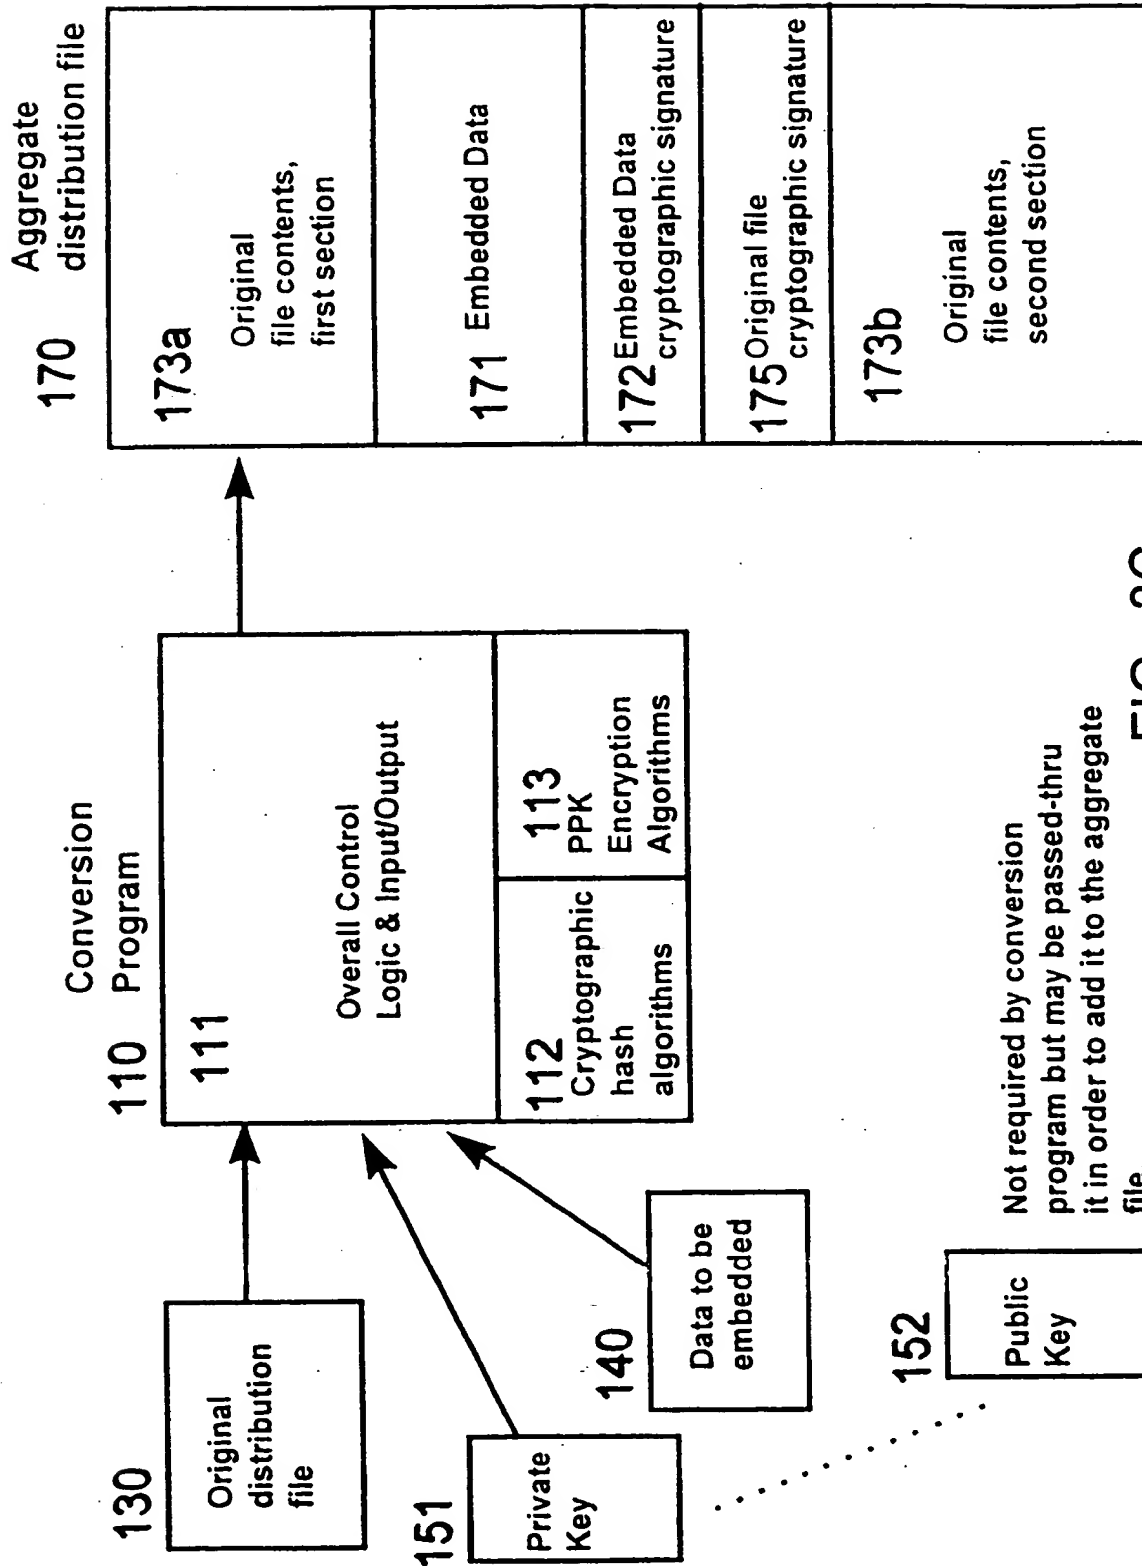 130
Original
distribution
file
151
Private
Key
140
Data to be
embedded
152
Public
Key
Not required by conversion
program but may be passed-thru
it in order to add it to the aggregate
file
Conversion
110 Program
111
Overall Control
Logic & Input/Output
112
Cryptographic
hash
algorithms
113
PPK
Encryption
Algorithms
170
Aggregate
distribution file
173a
Original
file contents,
first section
171 Embedded Data
172 Embedded Data
cryptographic signature
175 Original file
cryptographic signature
173b
Original
file contents,
second section
FIG.